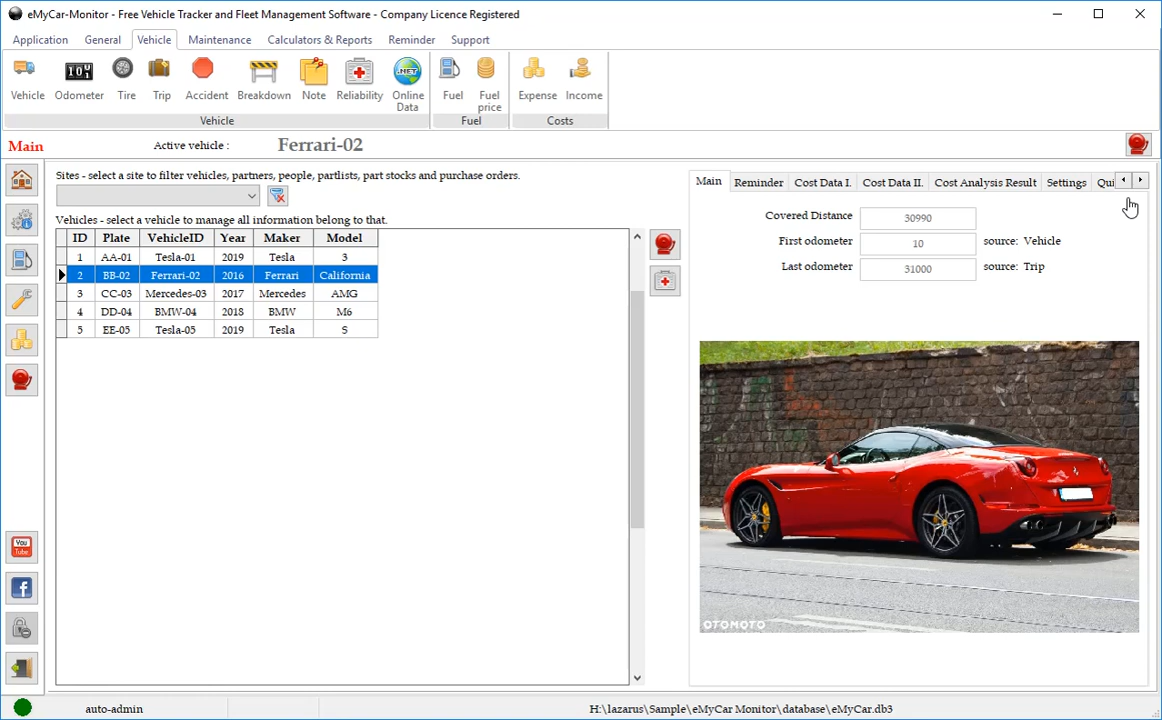 eMyCar-Monitor - Free Vehicle Tracker and Fleet Management Software - Company Licence Registered
Application General Vehicle Maintenance Calculators & Reports Reminder Support
Vehicle Odometer Tire Trip Accident Breakdown Note Reliability Online Data Fuel Fuel price Expense Income
Vehicle Fuel Costs
Main Active vehicle : Ferrari-02
Sites - select a site to filter vehicles, partners, people, partlists, part stocks and purchase orders.
Vehicles - select a vehicle to manage all information belong to that.
ID Plate VehicleID Year Maker Model
1 AA-01 Tesla-01 2019 Tesla 3
2 BB-02 Ferrari-02 2016 Ferrari California
3 CC-03 Mercedes-03 2017 Mercedes AMG
4 DD-04 BMW-04 2018 BMW M6
5 EE-05 Tesla-05 2019 Tesla S
Main Reminder Cost Data I. Cost Data II. Cost Analysis Result Settings Qui
Covered Distance 30990
First odometer 10 source: Vehicle
Last odometer 31000 source: Trip
OTOMOTO
You Tube
auto-admin H:\lazarus\Sample\eMyCar Monitor\database\eMyCar.db3